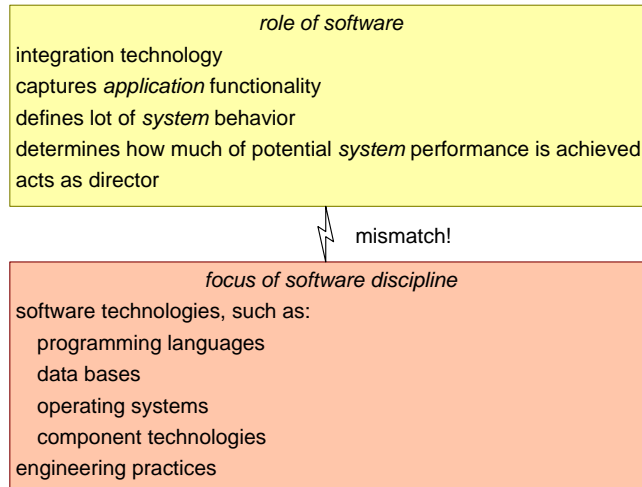 role of software
integration technology
captures application functionality
defines lot of system behavior
determines how much of potential system performance is achieved
acts as director
mismatch!
focus of software discipline
software technologies, such as:
programming languages
data bases
operating systems
component technologies
engineering practices